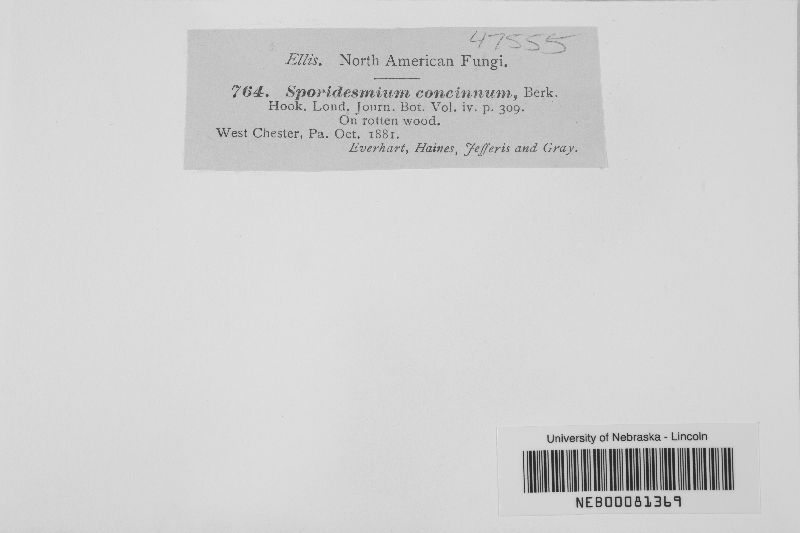 47555
Ellis. North American Fungi.
764. Sporidesmium concinnum, Berk.
Hook. Lond. Journ. Bot. Vol. iv. p. 309.
On rotten wood.
West Chester, Pa. Oct. 1881.
Everhart, Haines, Jefferis and Gray.
University of Nebraska - Lincoln
NEB00081369